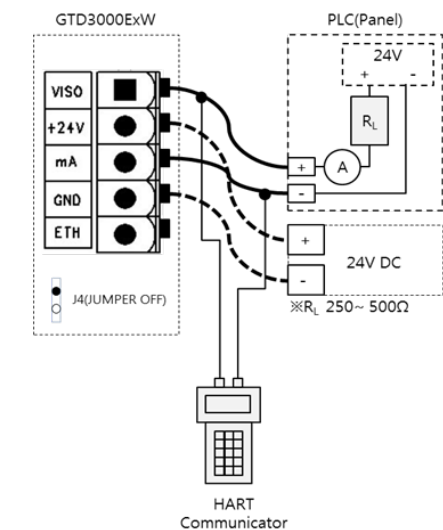 GTD3000ExW
PLC(Panel)
24V
+ -
RL
VISO
+24V
mA
GND
ETH
+
A
-
+
-
24V DC
※RL 250~ 500Ω
J4(JUMPER OFF)
HART
Communicator